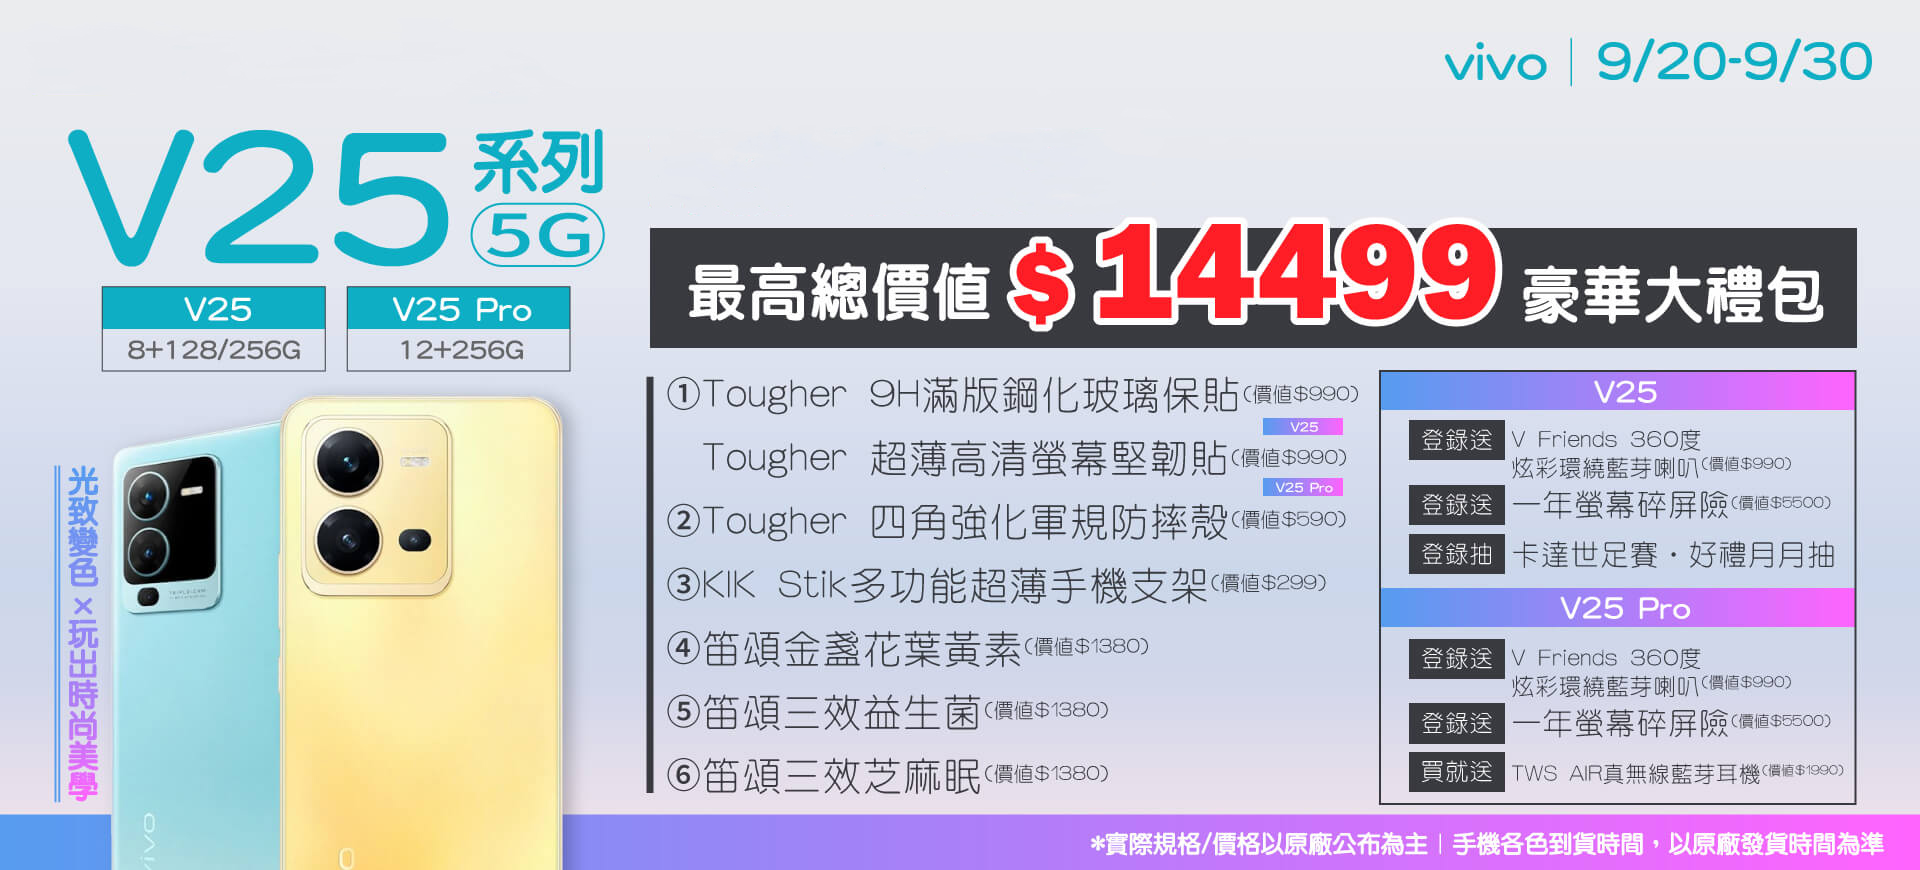 vivo | 9/20-9/30
V25系列
5G
V25
8+128/256G
V25 Pro
12+256G
光致變色×玩出時尚美學
最高總價值$14499豪華大禮包
①Tougher 9H滿版鋼化玻璃保貼(價值$990)
V25
Tougher 超薄高清螢幕堅韌貼(價值$990)
V25 Pro
②Tougher 四角強化軍規防摔殼(價值$590)
③KIK Stik多功能超薄手機支架(價值$299)
④笛頌金盞花葉黃素(價值$1380)
⑤笛頌三效益生菌(價值$1380)
⑥笛頌三效芝麻眠(價值$1380)
V25
登錄送 V Friends 360度
炫彩環繞藍芽喇叭(價值$990)
登錄送 一年螢幕碎屏險(價值$5500)
登錄抽 卡達世足賽・好禮月月抽
V25 Pro
登錄送 V Friends 360度
炫彩環繞藍芽喇叭(價值$990)
登錄送 一年螢幕碎屏險(價值$5500)
買就送 TWS AIR真無線藍芽耳機(價值$1990)
vivo
*實際規格/價格以原廠公布為主|手機各色到貨時間，以原廠發貨時間為準